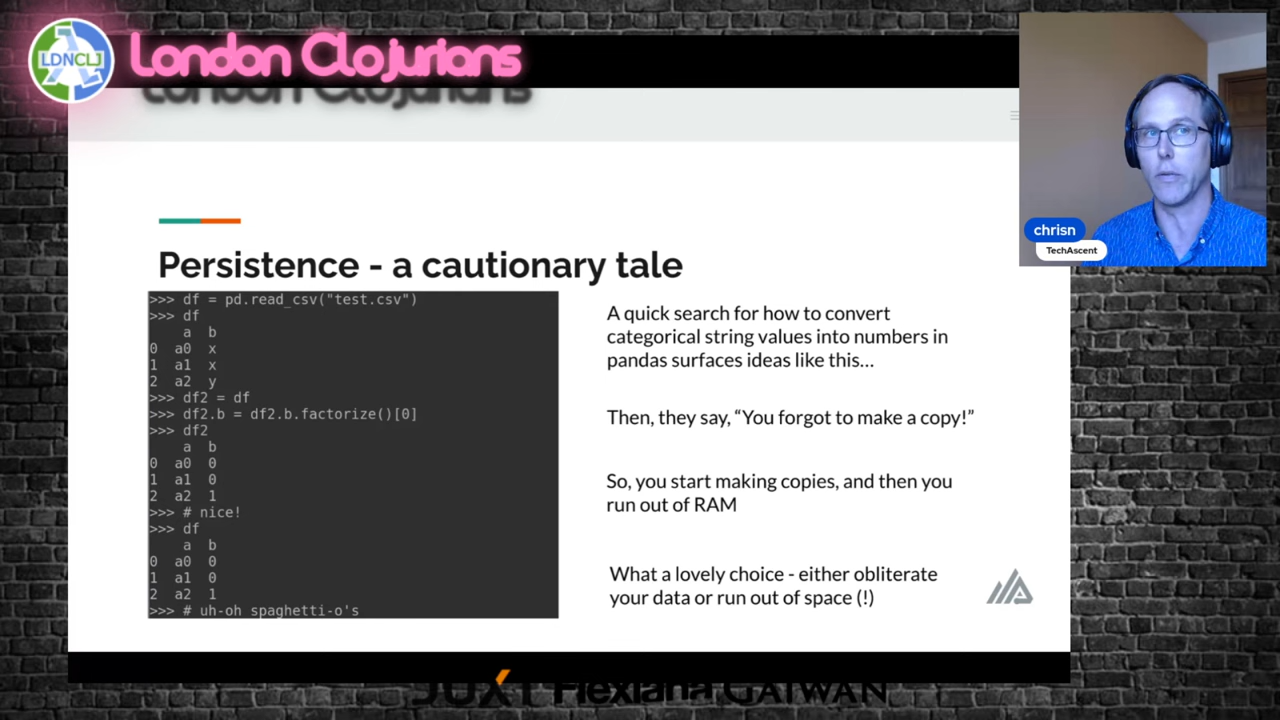 LDNCLJ
London Clojurians
chrisn
TechAscent
Persistence - a cautionary tale
>>> df = pd.read_csv("test.csv")
>>> df
a b
0 a0 x
1 a1 x
2 a2 y
>>> df2 = df
>>> df2.b = df2.b.factorize()[0]
>>> df2
a b
0 a0 0
1 a1 0
2 a2 1
>>> # nice!
>>> df
a b
0 a0 0
1 a1 0
2 a2 1
>>> # uh-oh spaghetti-o's
A quick search for how to convert
categorical string values into numbers in
pandas surfaces ideas like this...
Then, they say, “You forgot to make a copy!”
So, you start making copies, and then you
run out of RAM
What a lovely choice - either obliterate
your data or run out of space (!)
JUXT Flexiana GAIWAN